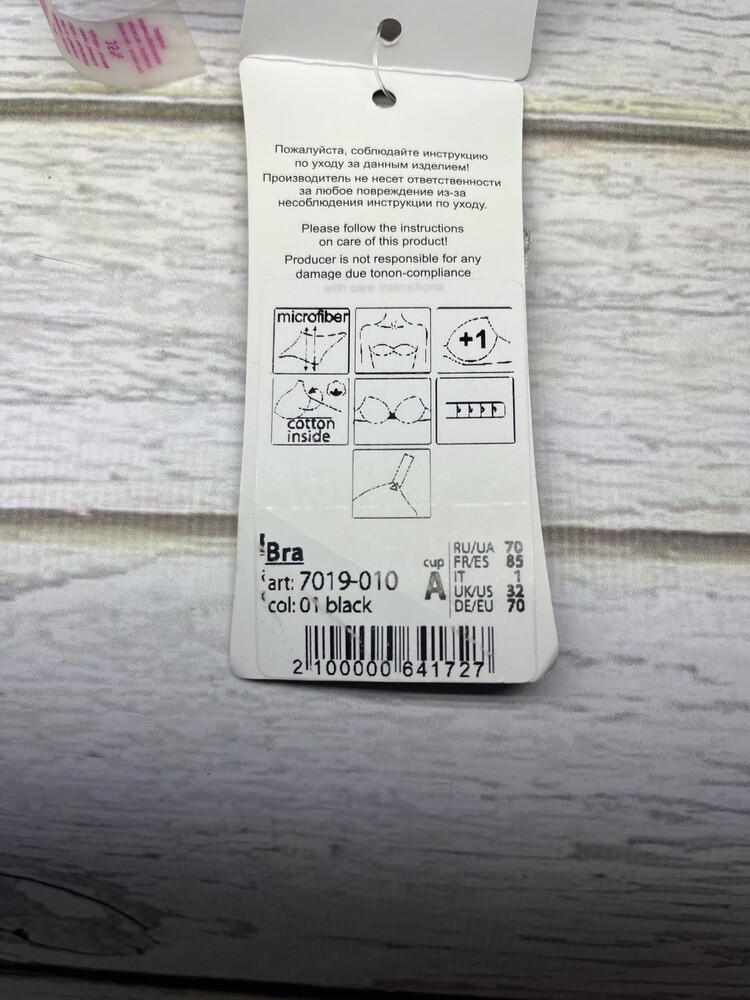 Пожалуйста, соблюдайте инструкцию
по уходу за данным изделием!
Производитель не несет ответственности
за любое повреждение из-за
несоблюдения инструкции по уходу.
Please follow the instructions
on care of this product!
Producer is not responsible for any
damage due tonon-compliance
with care instructions
microfiber
+1
cotton
inside
Bra
art: 7019-010
col: 01 black
cup
A
RU/UA 70
FR/ES 85
IT 1
UK/US 32
DE/EU 70
2 100000 641727